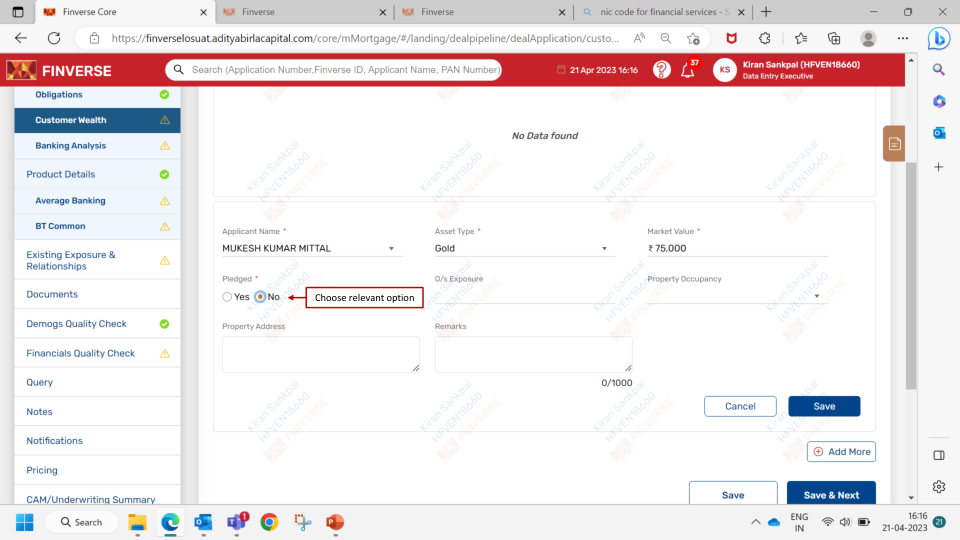 Finverse Core
Finverse
Finverse
nic code for financial services - S
https://finverselosuat.adityabirlacapital.com/core/mMortgage/#/landing/dealpipeline/dealApplication/custo...
FINVERSE
Search (Application Number,Finverse ID, Applicant Name, PAN Number)
21 Apr 2023 16:16
37
KS
Kiran Sankpal (HFVEN18660)
Data Entry Executive
Obligations
Customer Wealth
Banking Analysis
Product Details
Average Banking
BT Common
Existing Exposure &
Relationships
Documents
Demogs Quality Check
Financials Quality Check
Query
Notes
Notifications
Pricing
CAM/Underwriting Summary
No Data found
Applicant Name *
MUKESH KUMAR MITTAL
Asset Type *
Gold
Market Value *
₹ 75,000
Pledged *
Yes No
Choose relevant option
O/s Exposure
Property Occupancy
Property Address
Remarks
0/1000
Cancel
Save
Add More
Save
Save & Next
Kiran Sankpal
HFVEN18660
FINVERSE
Search
1
ENG
IN
16:16
21-04-2023
21